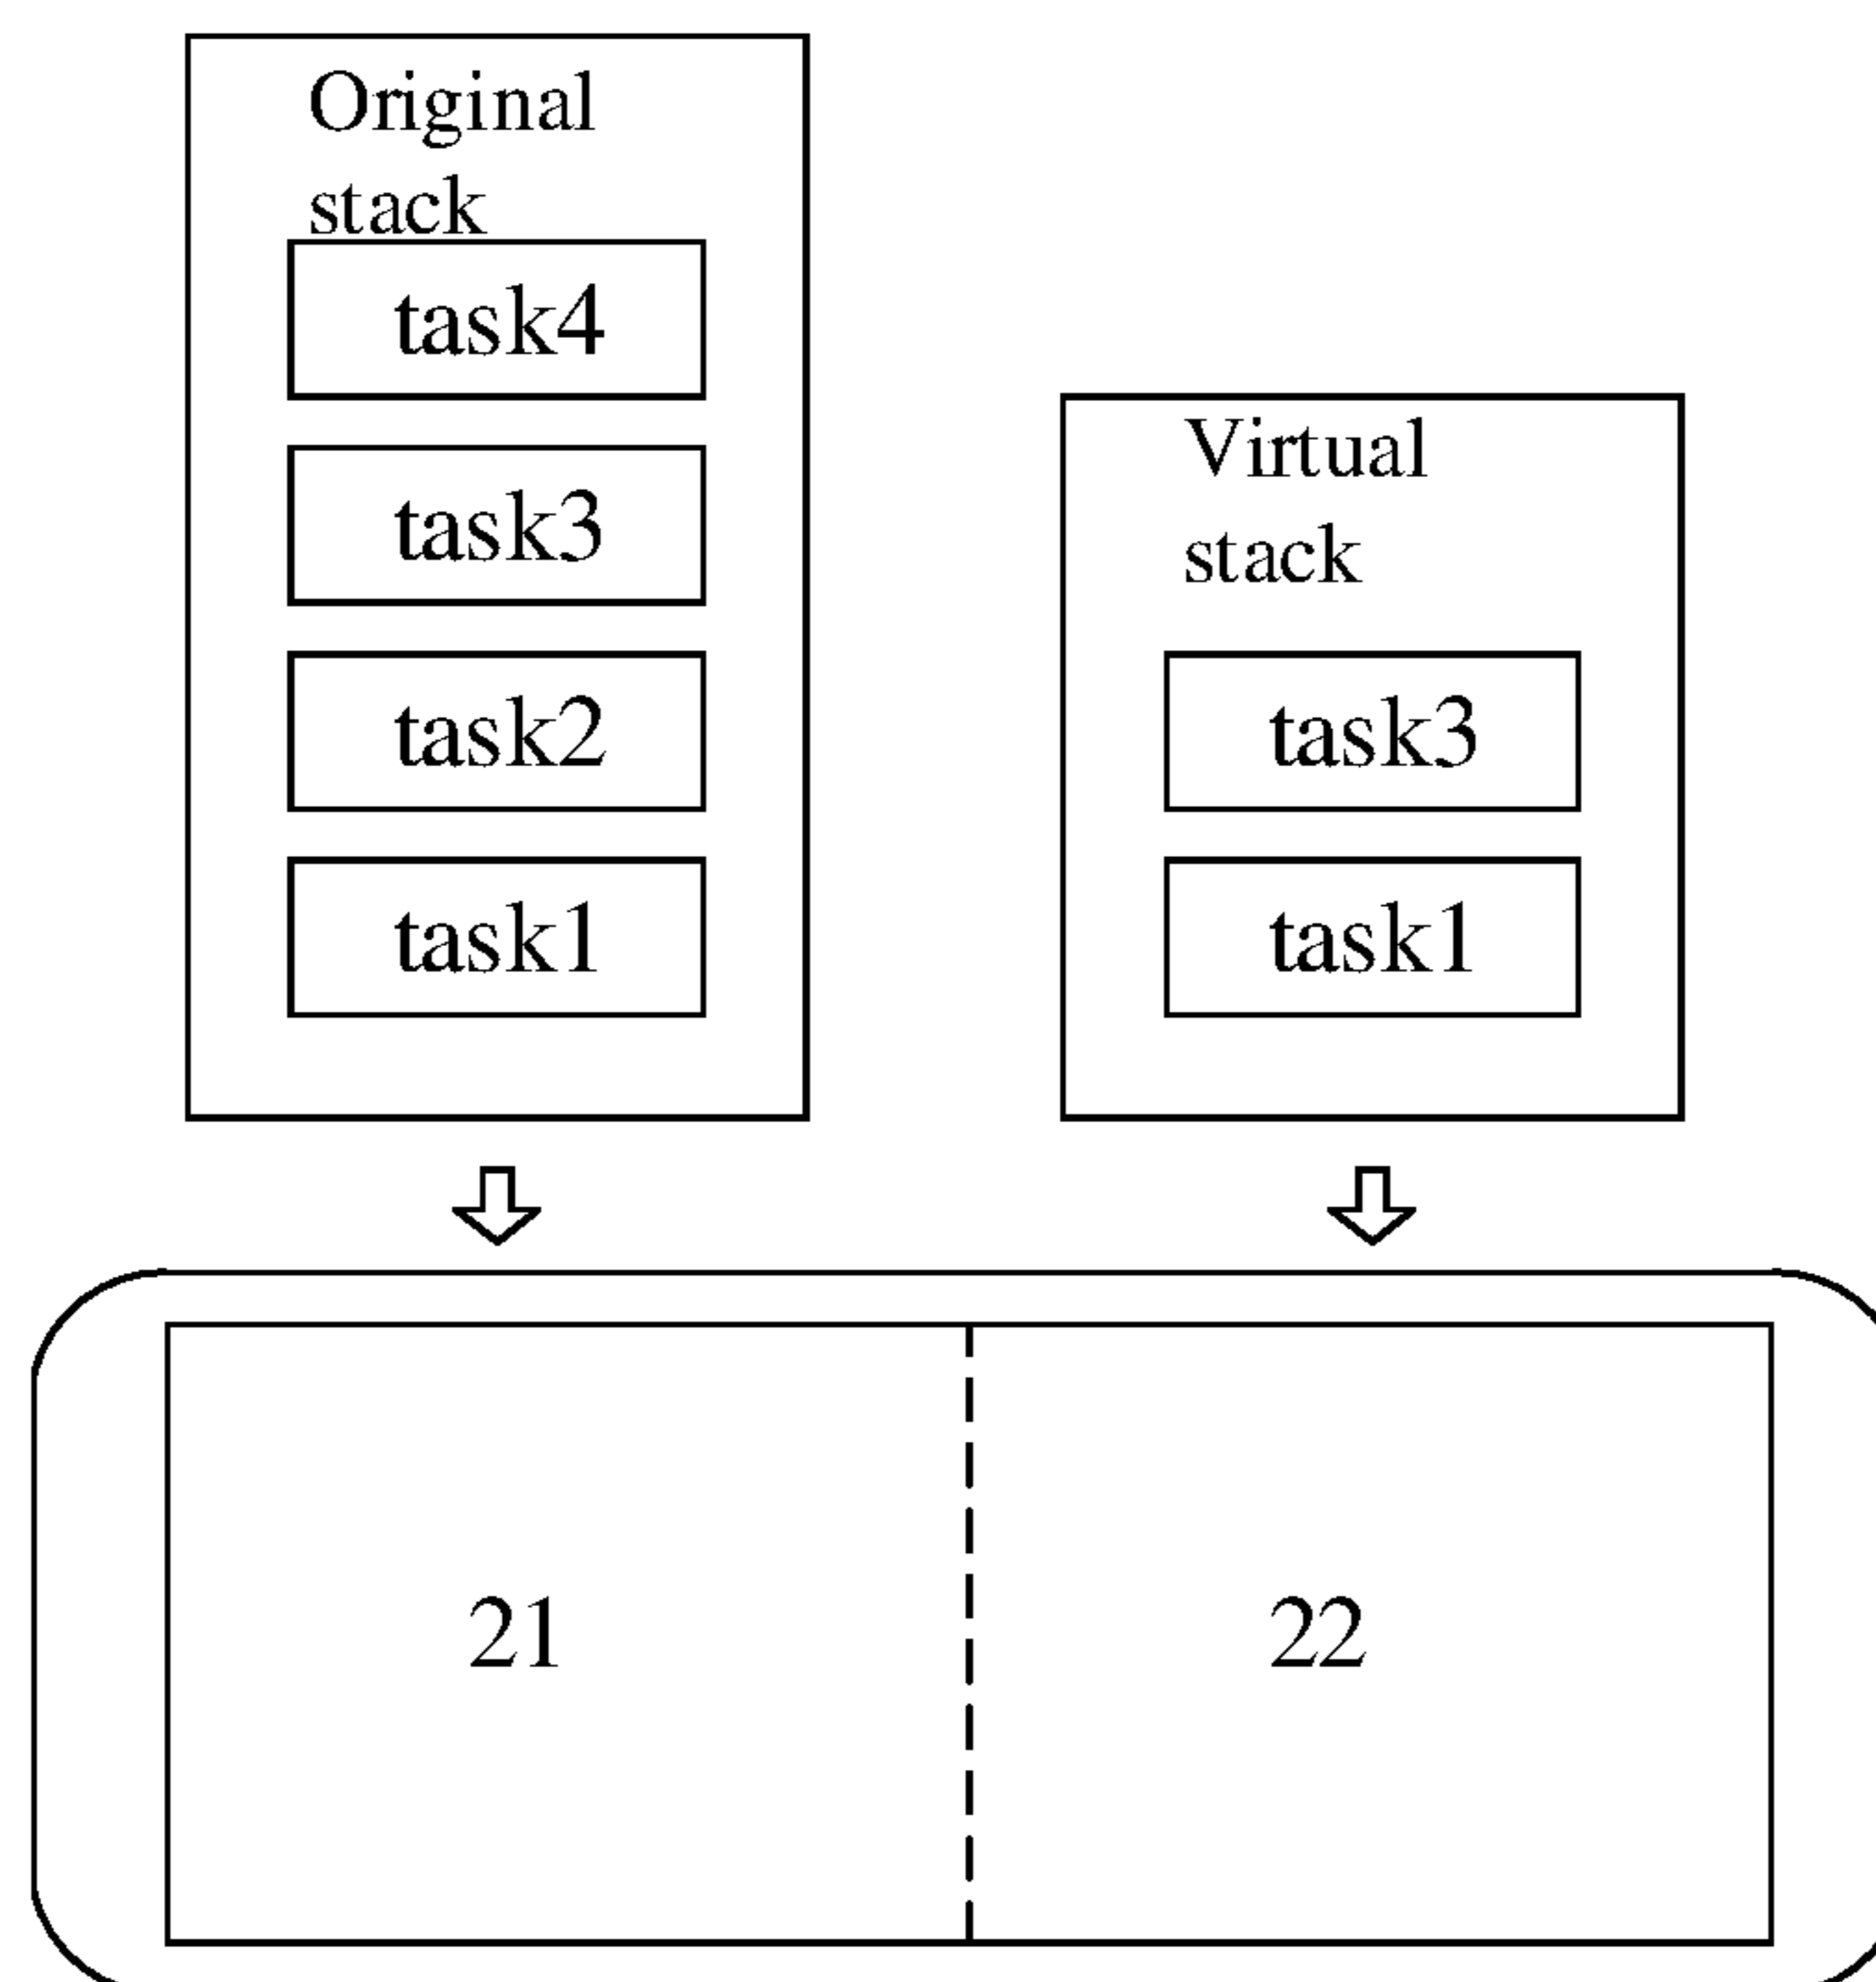 Original
stack
task4
task3
task2
task1
Virtual
stack
task3
task1
21
22